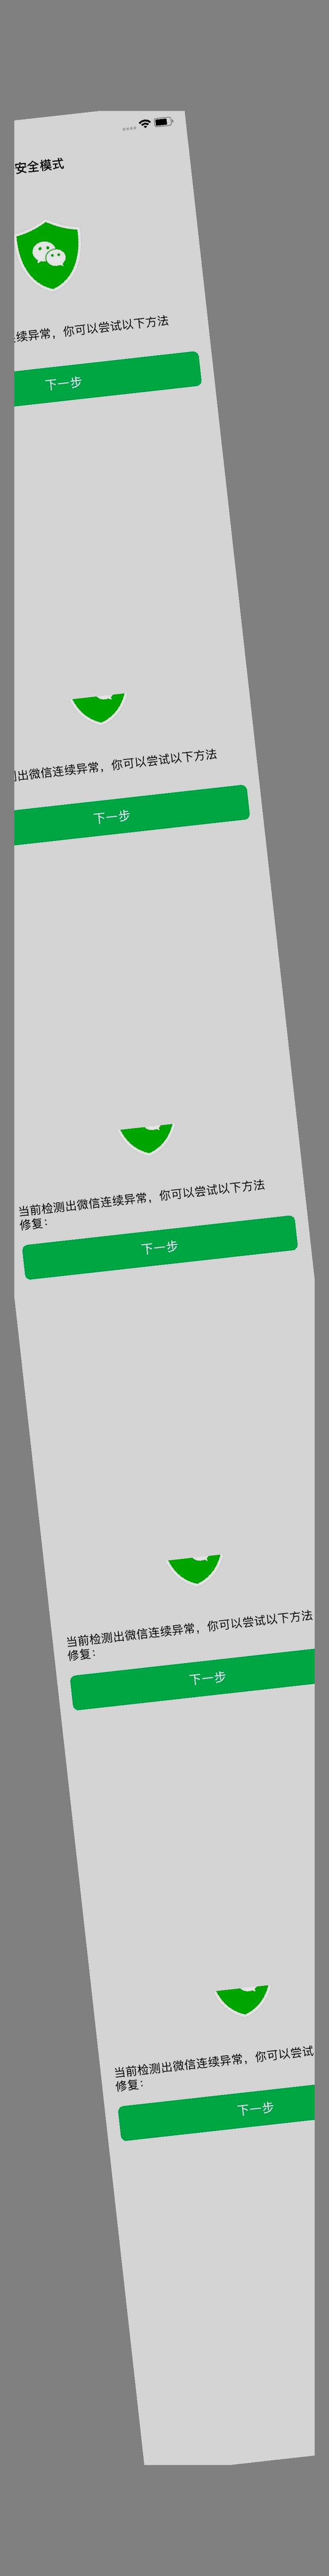 安全模式
续异常，你可以尝试以下方法
下一步
出微信连续异常，你可以尝试以下方法
下一步
当前检测出微信连续异常，你可以尝试以下方法
修复：
下一步
当前检测出微信连续异常，你可以尝试以下方法
修复：
下一步
当前检测出微信连续异常，你可以尝试
修复：
下一步